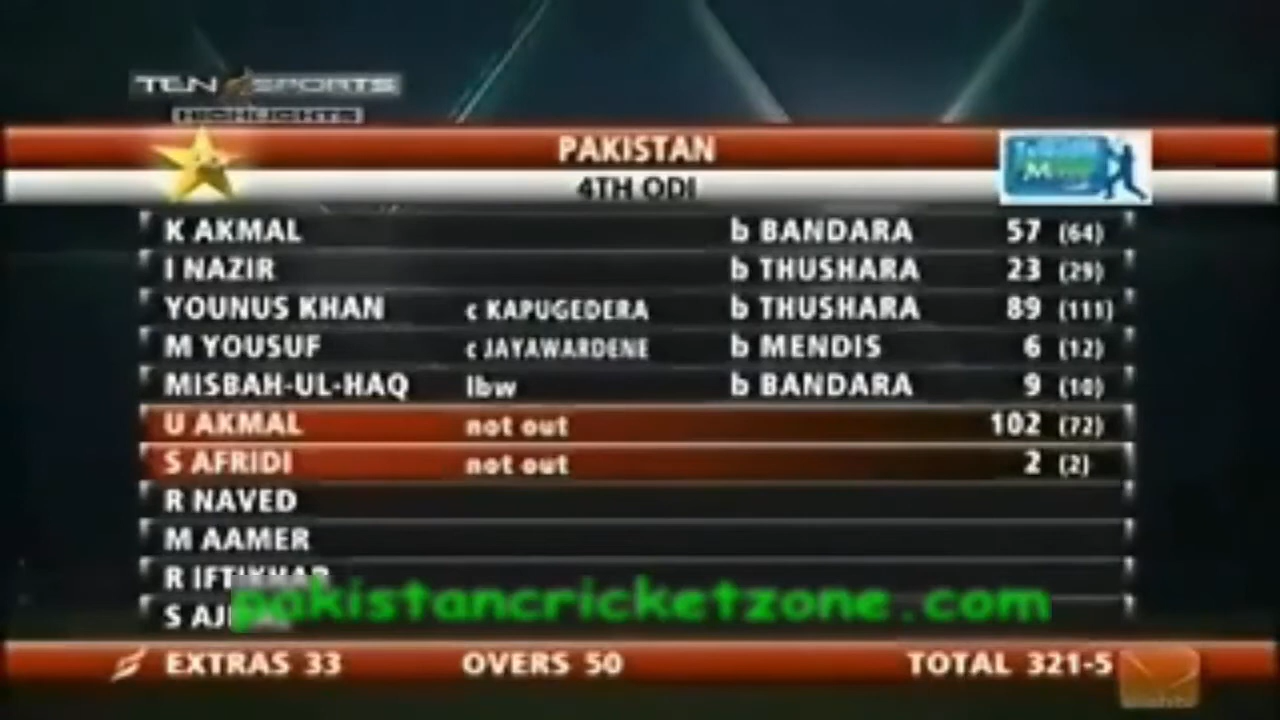 TEN SPORTS
HIGHLIGHTS
PAKISTAN
4TH ODI
K AKMAL b BANDARA 57 (64)
I NAZIR b THUSHARA 23 (29)
YOUNUS KHAN c KAPUGEDERA b THUSHARA 89 (111)
M YOUSUF c JAYAWARDENE b MENDIS 6 (12)
MISBAH-UL-HAQ lbw b BANDARA 9 (10)
U AKMAL not out 102 (72)
S AFRIDI not out 2 (2)
R NAVED
M AAMER
R IFTIKHAR
S
pakistancricketzone.com
EXTRAS 33 OVERS 50 TOTAL 321-5